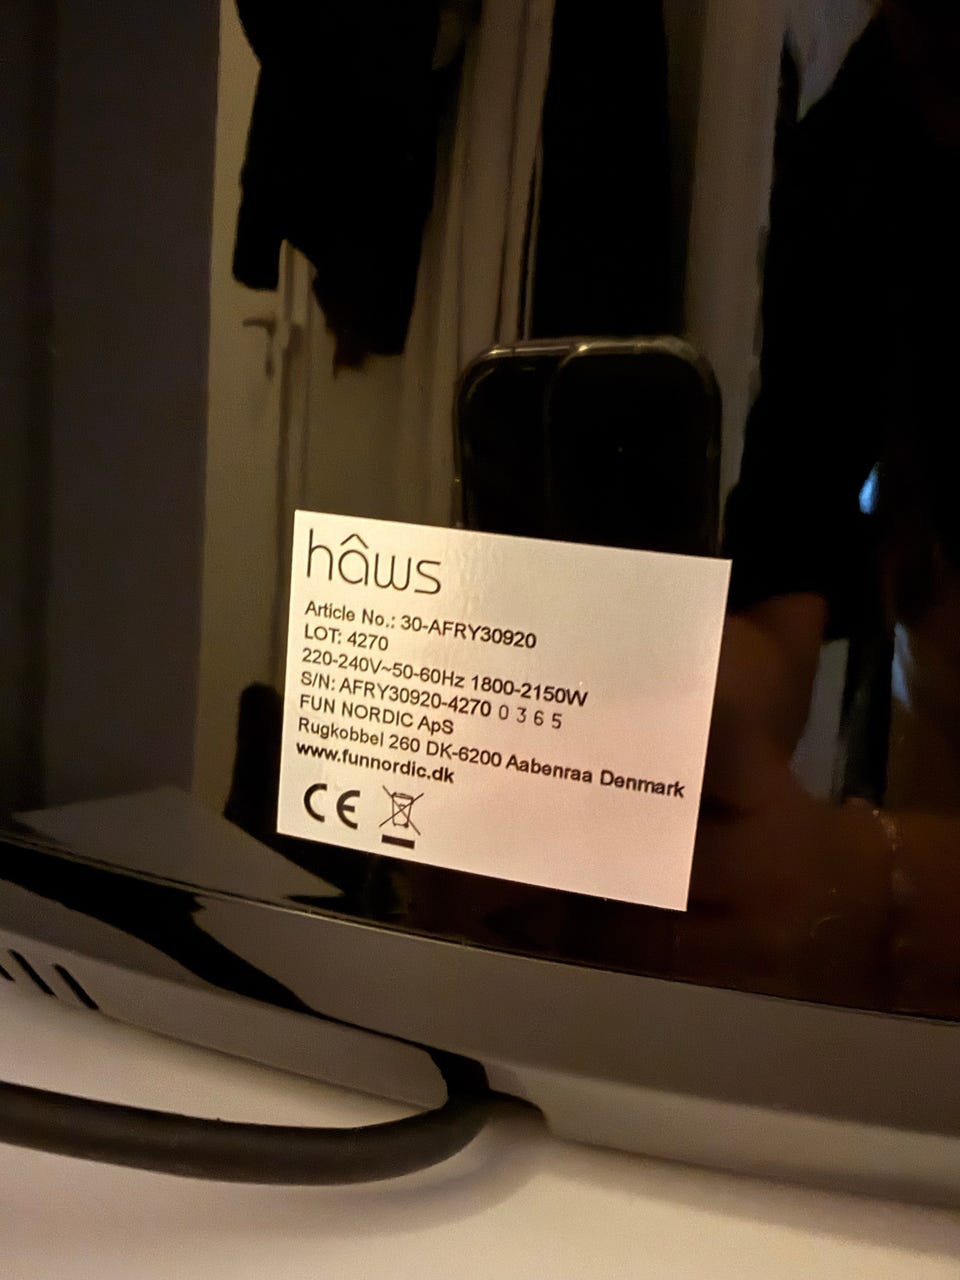 hâws
Article No.: 30-AFRY30920
LOT: 4270
220-240V~50-60Hz 1800-2150W
S/N: AFRY30920-4270 0 3 6 5
FUN NORDIC ApS
Rugkobbel 260 DK-6200 Aabenraa Denmark
www.funnordic.dk
CE